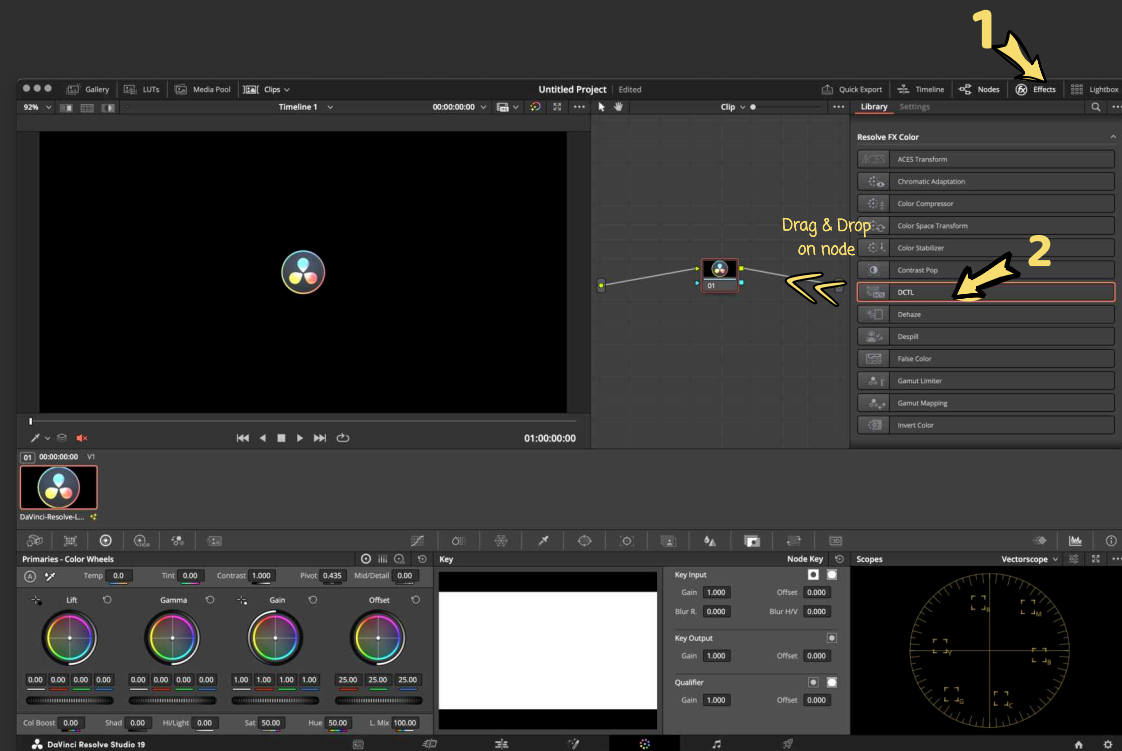 1
Gallery LUTs Media Pool Clips Untitled Project Edited Quick Export Timeline Nodes Effects Lightbox
92% Timeline 1 00:00:00:00 Clip Library Settings
Resolve FX Color
ACES ACES Transform
Chromatic Adaptation
Color Compressor
Color Space Transform
Color Stabilizer
Contrast Pop
DCTL
Dehaze
Despill
False Color
Gamut Limiter
Gamut Mapping
Invert Color
Drag & Drop
on node
2
01
01:00:00:00
01 00:00:00:00 V1
DaVinci-Resolve-L...
Primaries - Color Wheels Key Node Key Scopes Vectorscope
A Temp 0.0 Tint 0.00 Contrast 1.000 Pivot 0.435 Mid/Detail 0.00
Lift Gamma Gain Offset
0.00 0.00 0.00 0.00 0.00 0.00 0.00 0.00 1.00 1.00 1.00 1.00 25.00 25.00 25.00
Col Boost 0.00 Shad 0.00 Hi/Light 0.00 Sat 50.00 Hue 50.00 L. Mix 100.00
Key Input
Gain 1.000 Offset 0.000
Blur R. 0.000 Blur H/V 0.000
Key Output
Gain 1.000 Offset 0.000
Qualifier
Gain 1.000 Offset 0.000
R M
Y B
G C
DaVinci Resolve Studio 19